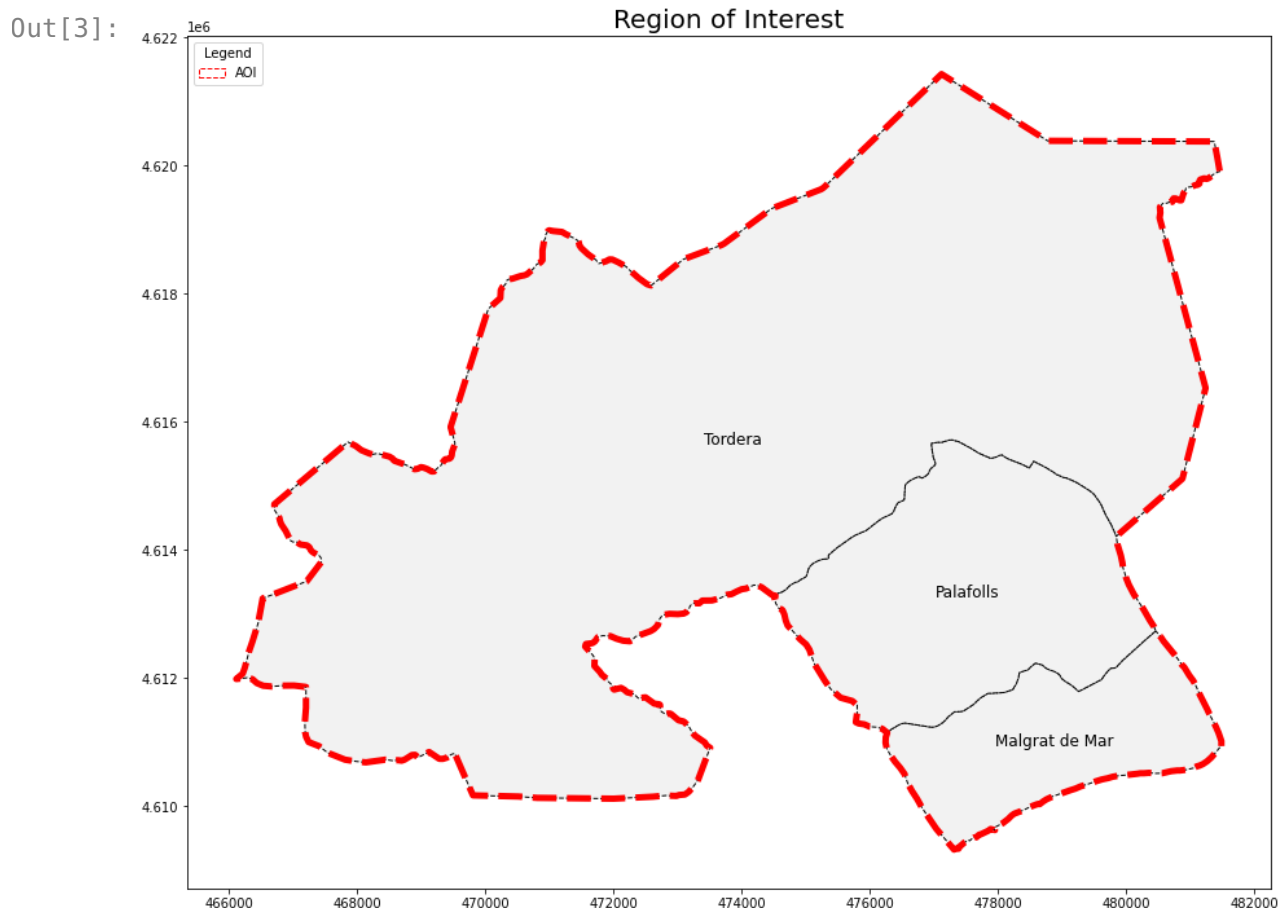 Out[3]:
Region of Interest
1e6
4.622
4.620
4.618
4.616
4.614
4.612
4.610
Legend
AOI
Tordera
Palafolls
Malgrat de Mar
466000 468000 470000 472000 474000 476000 478000 480000 482000